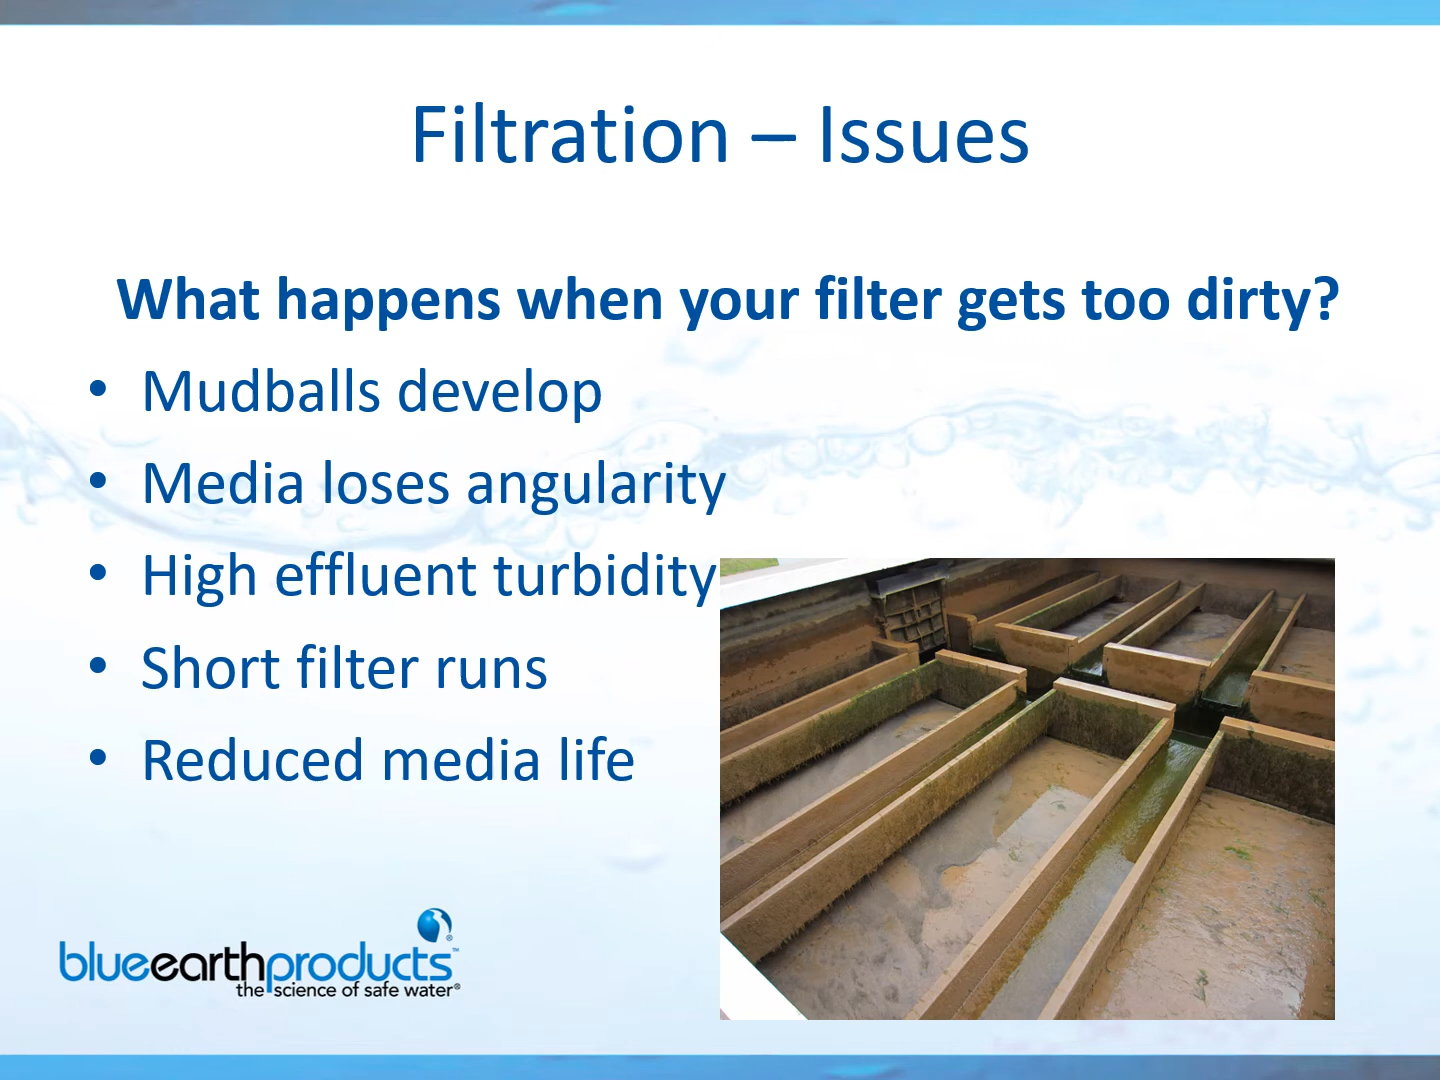 Filtration – Issues
What happens when your filter gets too dirty?
• Mudballs develop
• Media loses angularity
• High effluent turbidity
• Short filter runs
• Reduced media life
blueearthproducts™
the science of safe water®